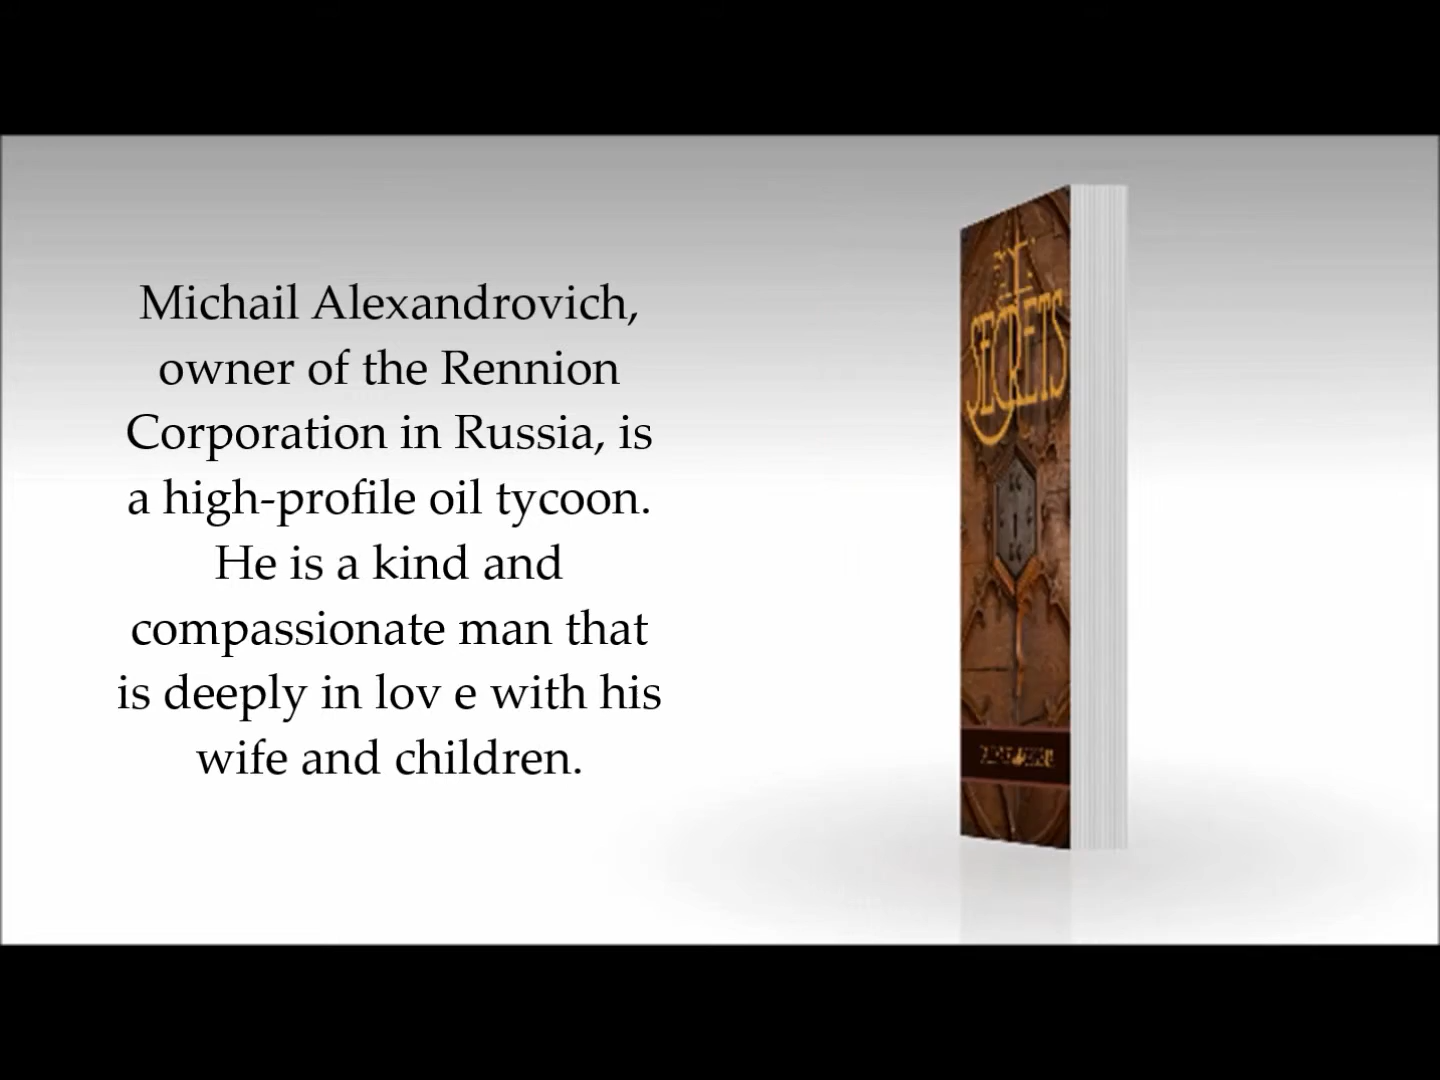 Michail Alexandrovich,
owner of the Rennion
Corporation in Russia, is
a high-profile oil tycoon.
He is a kind and
compassionate man that
is deeply in lov e with his
wife and children.
SECRETS